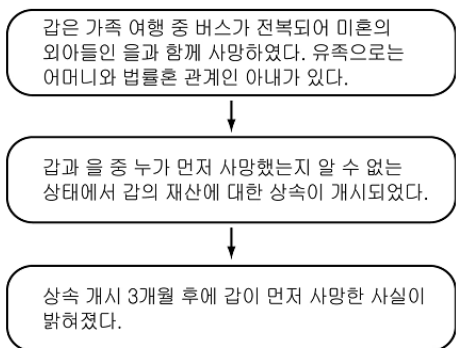 갑은 가족 여행 중 버스가 전복되어 미혼의
외아들인 을과 함께 사망하였다. 유족으로는
어머니와 법률혼 관계인 아내가 있다.
갑과 을 중 누가 먼저 사망했는지 알 수 없는
상태에서 갑의 재산에 대한 상속이 개시되었다.
상속 개시 3개월 후에 갑이 먼저 사망한 사실이
밝혀졌다.